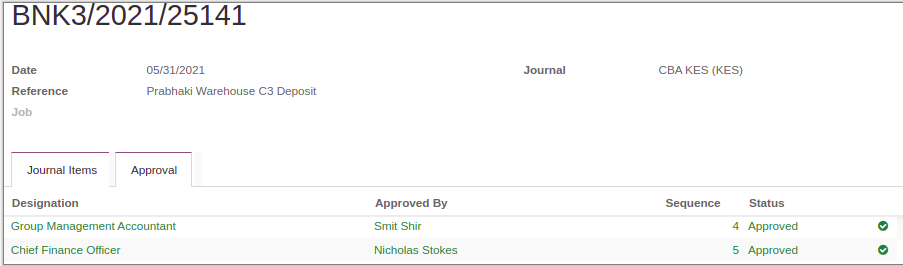 BNK3/2021/25141
Date 05/31/2021 Journal CBA KES (KES)
Reference Prabhaki Warehouse C3 Deposit
Job
Journal Items Approval
Designation Approved By Sequence Status
Group Management Accountant Smit Shir 4 Approved
Chief Finance Officer Nicholas Stokes 5 Approved